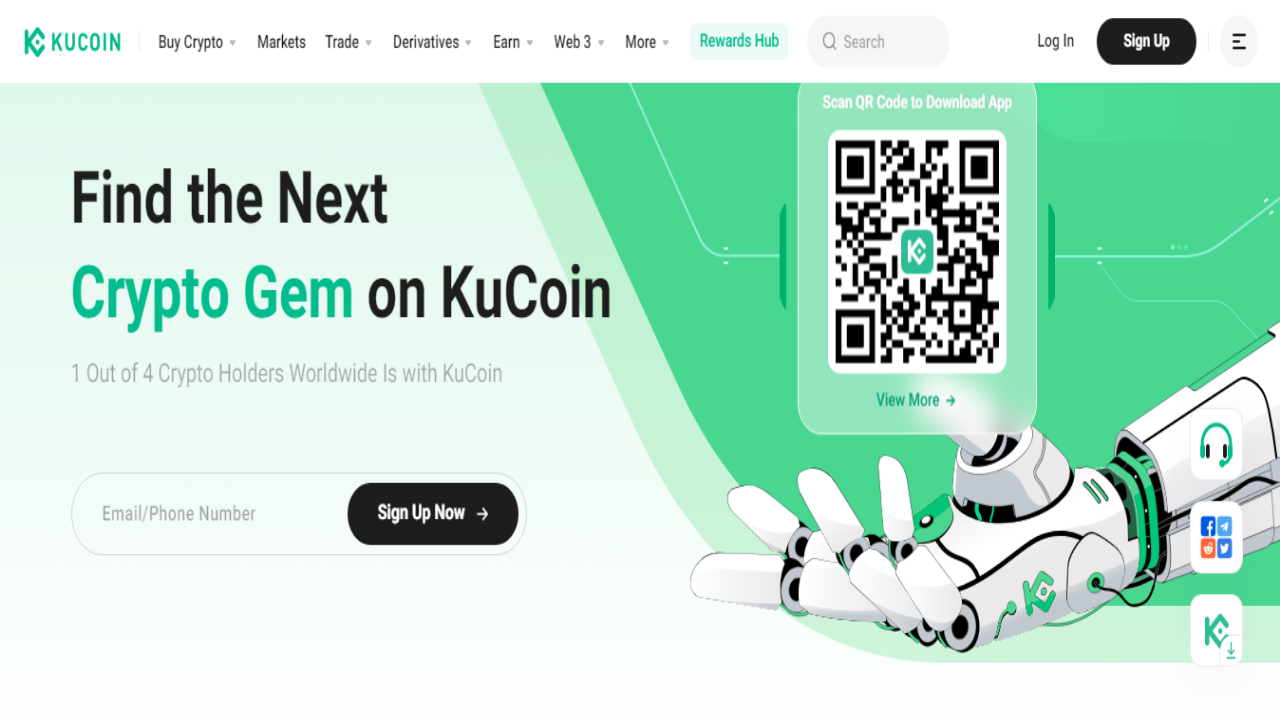 KUCOIN Buy Crypto Markets Trade Derivatives Earn Web 3 More Rewards Hub Search Log In Sign Up
Scan QR Code to Download App
Find the Next
Crypto Gem on KuCoin
1 Out of 4 Crypto Holders Worldwide Is with KuCoin
View More →
Email/Phone Number Sign Up Now →